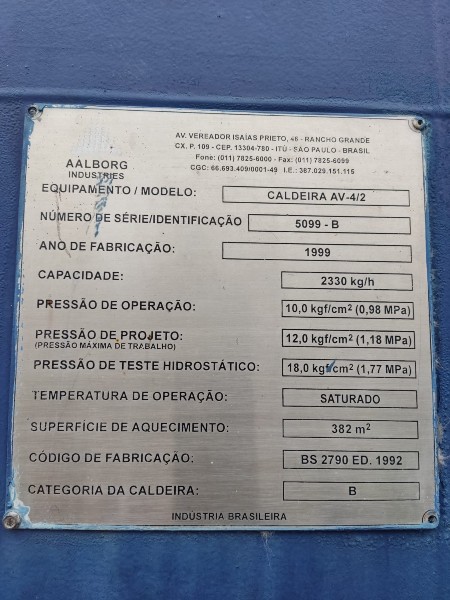 AV. VEREADOR ISAÍAS PRIETO, 46 - RANCHO GRANDE
CX. P. 109 - CEP. 13304-780 - ITÚ - SÃO PAULO - BRASIL
Fone: (011) 7825-6000 - Fax: (011) 7825-6099
CGC: 66.693.409/0001-49 I.E.: 387.029.151.115
AALBORG
INDUSTRIES
EQUIPAMENTO / MODELO: CALDEIRA AV-4/2
NÚMERO DE SÉRIE/IDENTIFICAÇÃO 5099 - B
ANO DE FABRICAÇÃO: 1999
CAPACIDADE: 2330 kg/h
PRESSÃO DE OPERAÇÃO: 10,0 kgf/cm² (0,98 MPa)
PRESSÃO DE PROJETO: 12,0 kgf/cm² (1,18 MPa)
(PRESSÃO MÁXIMA DE TRABALHO)
PRESSÃO DE TESTE HIDROSTÁTICO: 18,0 kgf/cm² (1,77 MPa)
TEMPERATURA DE OPERAÇÃO: SATURADO
SUPERFÍCIE DE AQUECIMENTO: 382 m²
CÓDIGO DE FABRICAÇÃO: BS 2790 ED. 1992
CATEGORIA DA CALDEIRA: B
INDÚSTRIA BRASILEIRA